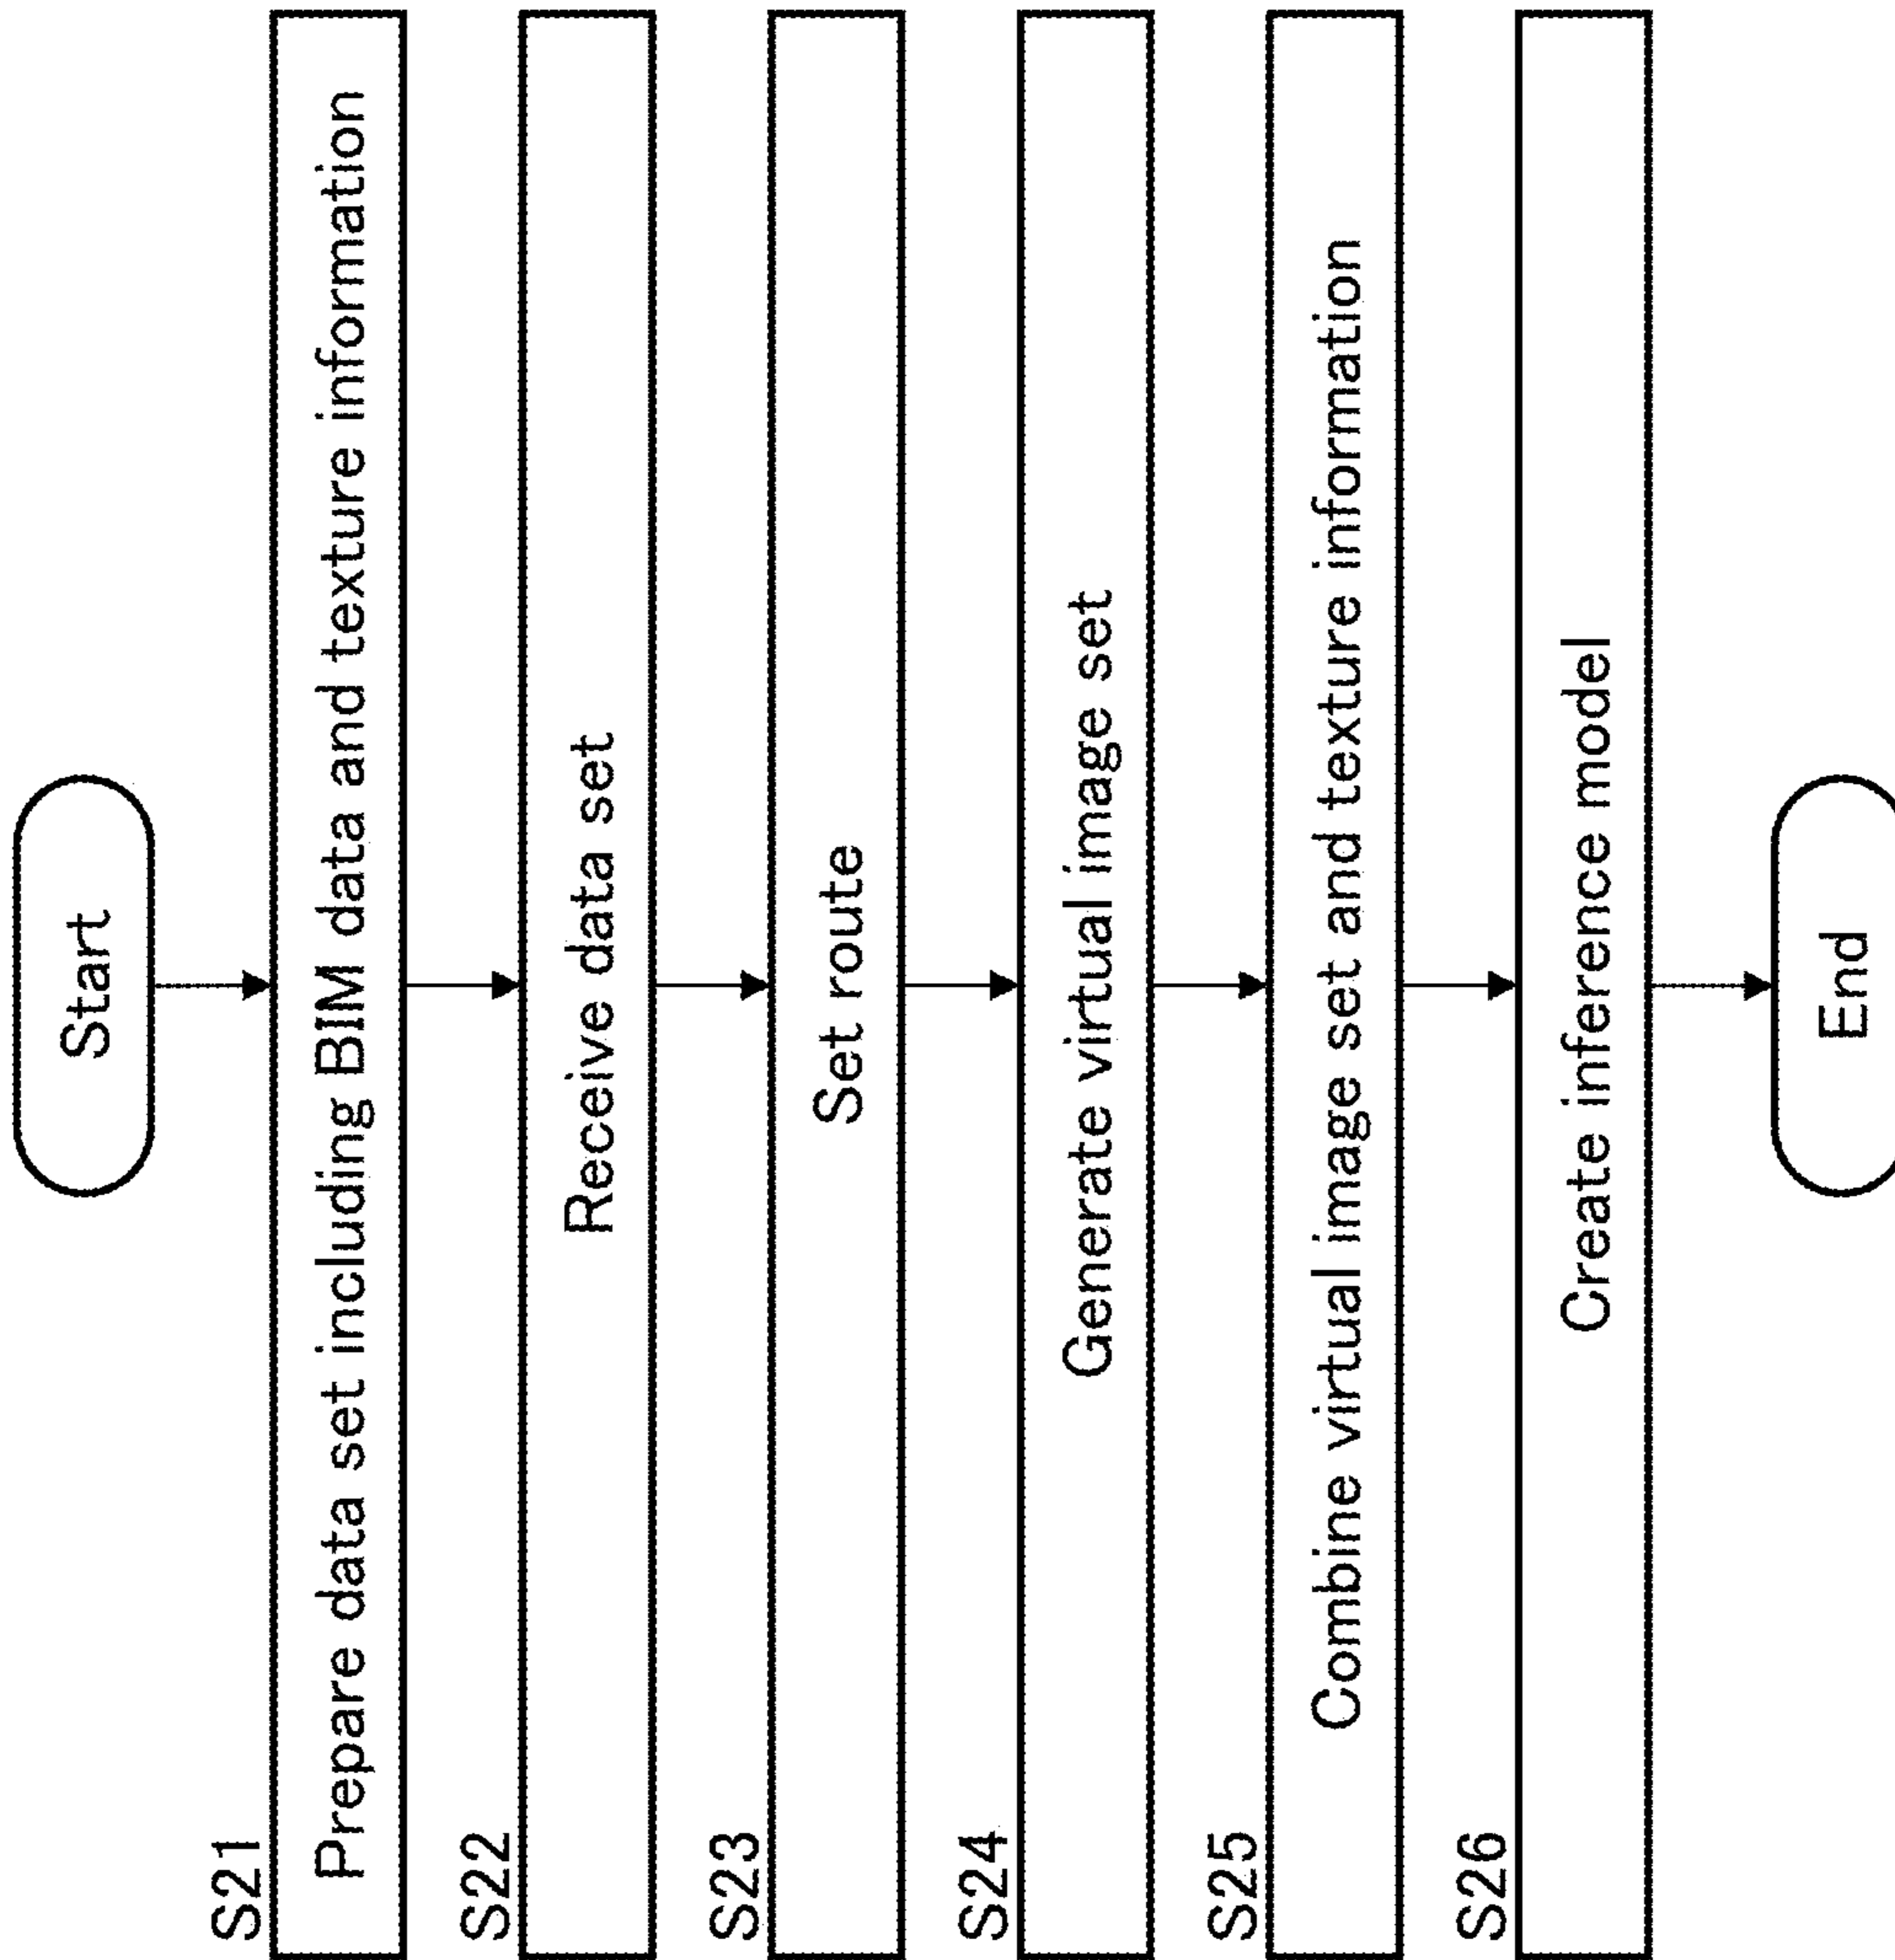 Start
S21
Prepare data set including BIM data and texture information
S22
Receive data set
S23
Set route
S24
Generate virtual image set
S25
Combine virtual image set and texture information
S26
Create inference model
End